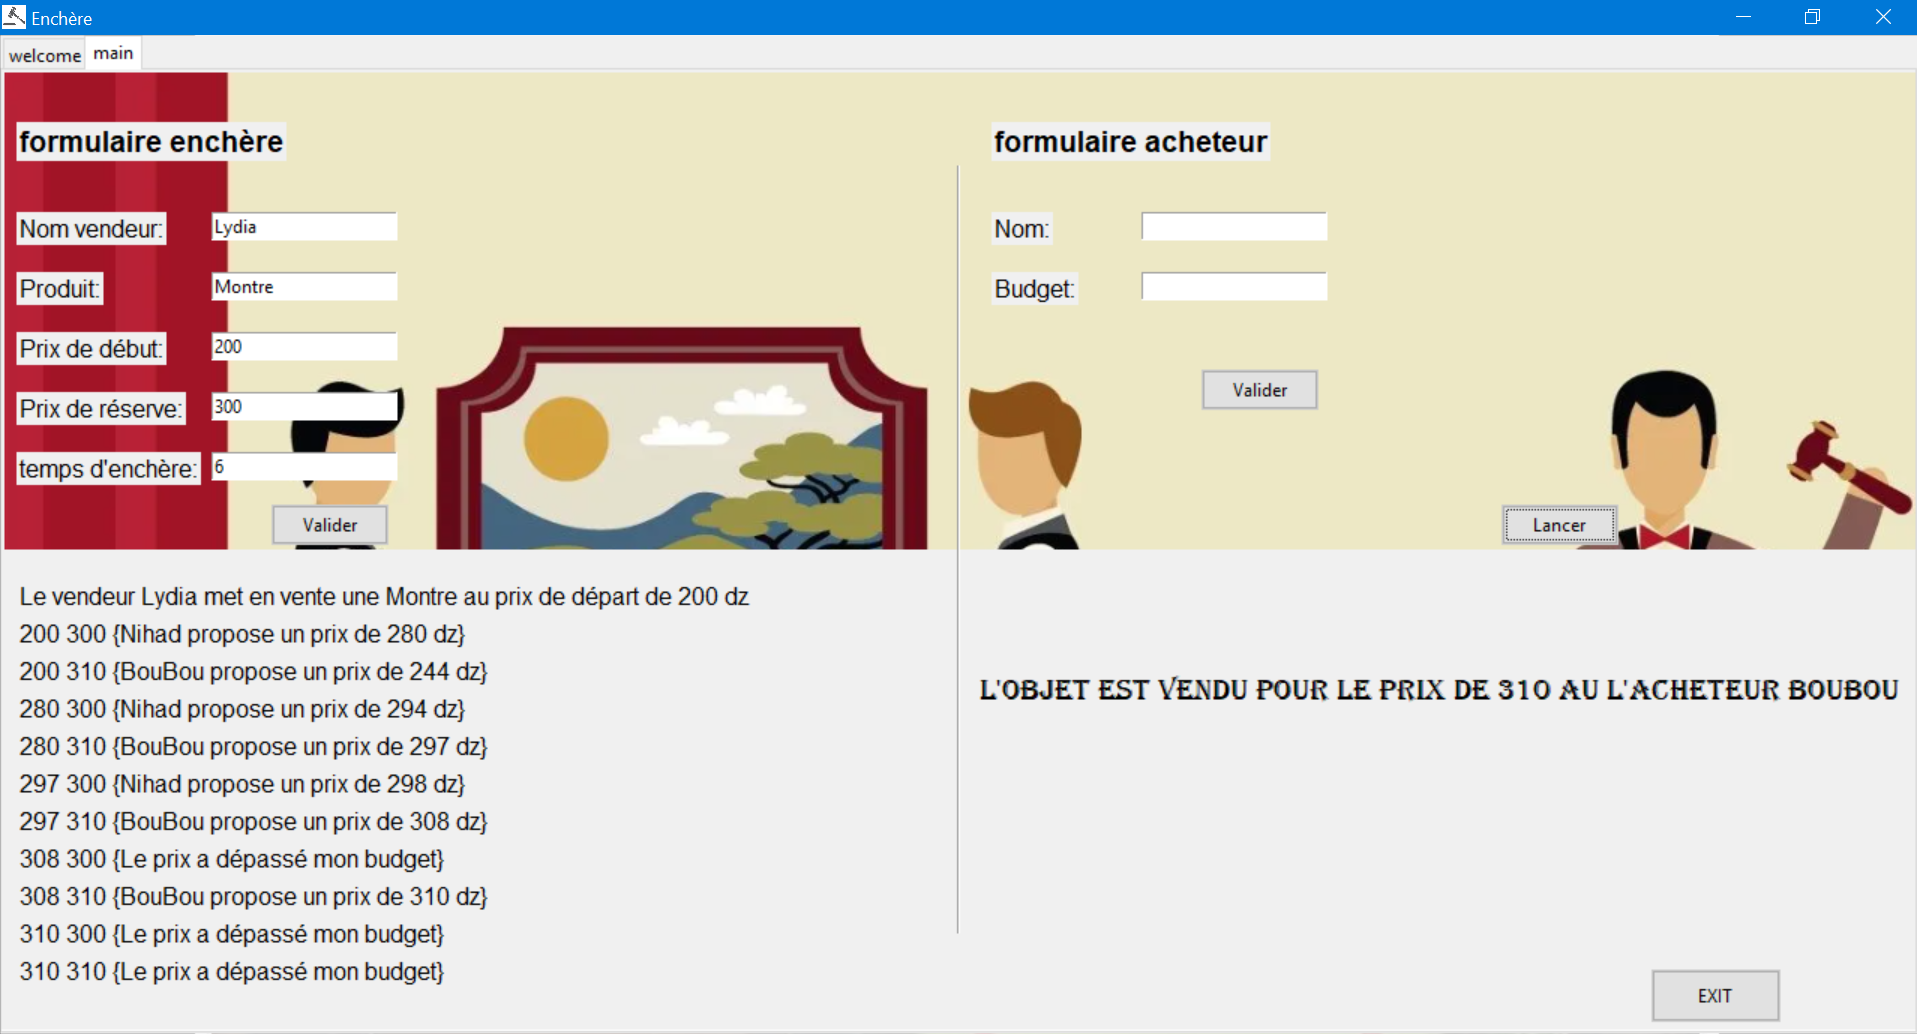 Enchère
welcome main
formulaire enchère
Nom vendeur: Lydia
Produit: Montre
Prix de début: 200
Prix de réserve: 300
temps d'enchère: 6
Valider
formulaire acheteur
Nom:
Budget:
Valider
Lancer
Le vendeur Lydia met en vente une Montre au prix de départ de 200 dz
200 300 {Nihad propose un prix de 280 dz}
200 310 {BouBou propose un prix de 244 dz}
280 300 {Nihad propose un prix de 294 dz}
280 310 {BouBou propose un prix de 297 dz}
297 300 {Nihad propose un prix de 298 dz}
297 310 {BouBou propose un prix de 308 dz}
308 300 {Le prix a dépassé mon budget}
308 310 {BouBou propose un prix de 310 dz}
310 300 {Le prix a dépassé mon budget}
310 310 {Le prix a dépassé mon budget}
L'OBJET EST VENDU POUR LE PRIX DE 310 AU L'ACHETEUR BOUBOU
EXIT